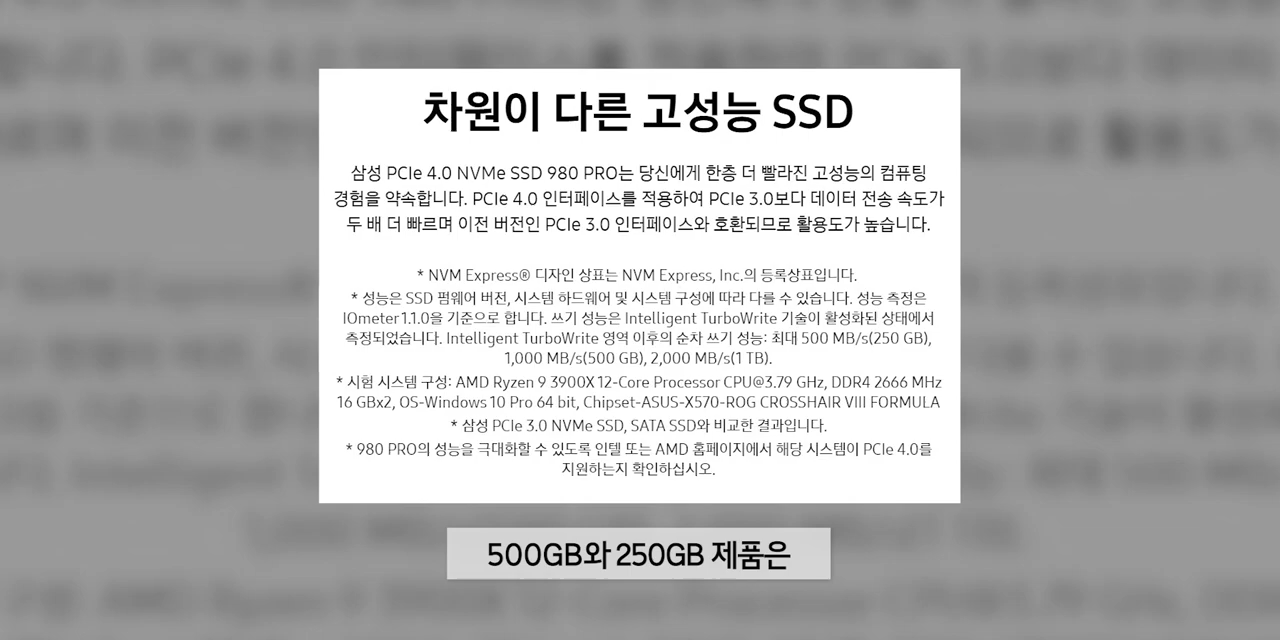 차원이 다른 고성능 SSD
삼성 PCIe 4.0 NVMe SSD 980 PRO는 당신에게 한층 더 빨라진 고성능의 컴퓨팅
경험을 약속합니다. PCIe 4.0 인터페이스를 적용하여 PCIe 3.0보다 데이터 전송 속도가
두 배 더 빠르며 이전 버전인 PCIe 3.0 인터페이스와 호환되므로 활용도가 높습니다.
* NVM Express® 디자인 상표는 NVM Express, Inc.의 등록상표입니다.
* 성능은 SSD 펌웨어 버전, 시스템 하드웨어 및 시스템 구성에 따라 다를 수 있습니다. 성능 측정은
IOmeter1.1.0을 기준으로 합니다. 쓰기 성능은 Intelligent TurboWrite 기술이 활성화된 상태에서
측정되었습니다. Intelligent TurboWrite 영역 이후의 순차 쓰기 성능: 최대 500 MB/s(250 GB),
1,000 MB/s(500 GB), 2,000 MB/s(1 TB).
* 시험 시스템 구성: AMD Ryzen 9 3900X 12-Core Processor CPU@3.79 GHz, DDR4 2666 MHz
16 GBx2, OS-Windows 10 Pro 64 bit, Chipset-ASUS-X570-ROG CROSSHAIR VIII FORMULA
* 삼성 PCIe 3.0 NVMe SSD, SATA SSD와 비교한 결과입니다.
* 980 PRO의 성능을 극대화할 수 있도록 인텔 또는 AMD 홈페이지에서 해당 시스템이 PCIe 4.0를
지원하는지 확인하십시오.
500GB와 250GB 제품은